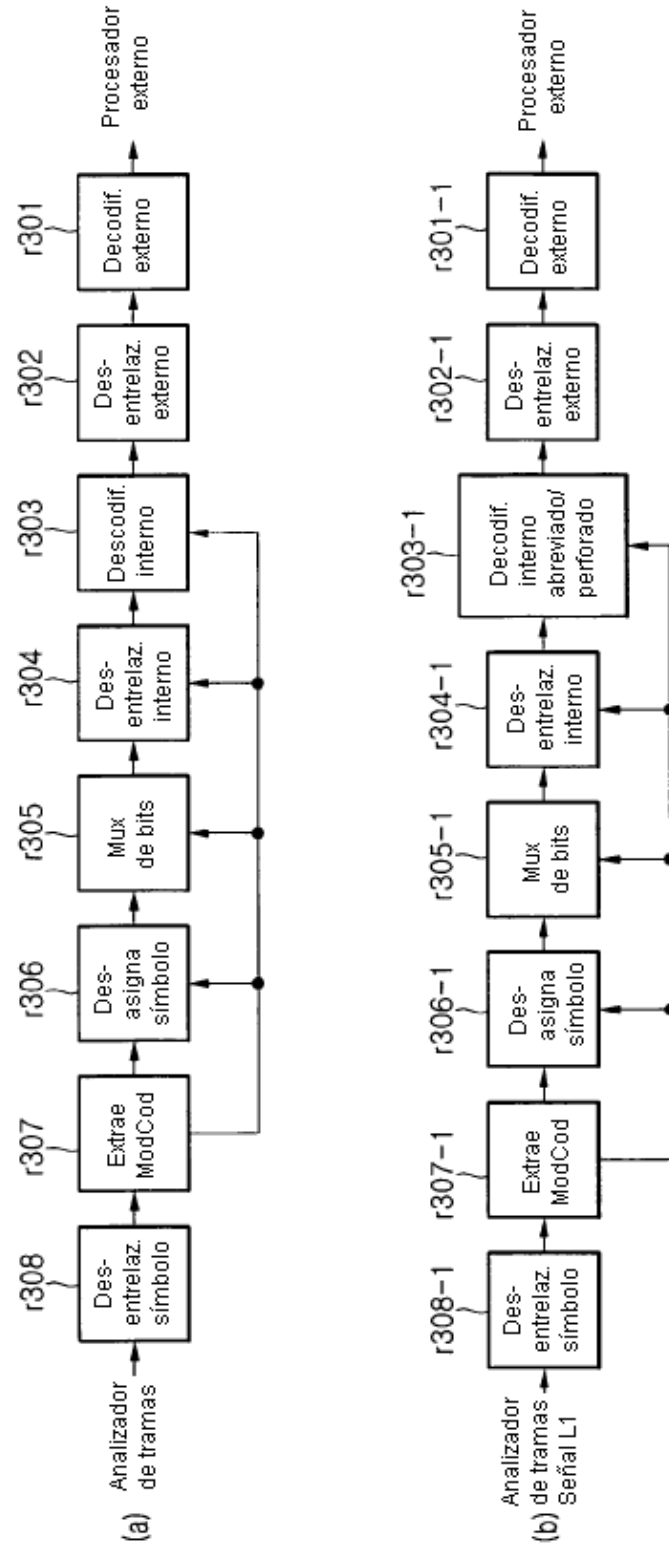 (a)
Analizador
de tramas
r308
Des-
entrelaz.
símbolo
r307
Extrae
ModCod
r306
Des-
asigna
símbolo
r305
Mux
de bits
r304
Des-
entrelaz.
interno
r303
Descodif.
interno
r302
Des-
entrelaz.
externo
r301
Decodif.
externo
Procesador
externo
(b)
Analizador
de tramas
Señal L1
r308-1
Des-
entrelaz.
símbolo
r307-1
Extrae
ModCod
r306-1
Des-
asigna
símbolo
r305-1
Mux
de bits
r304-1
Des-
entrelaz.
interno
r303-1
Decodif.
interno
abreviado/
perforado
r302-1
Des-
entrelaz.
externo
r301-1
Decodif.
externo
Procesador
externo